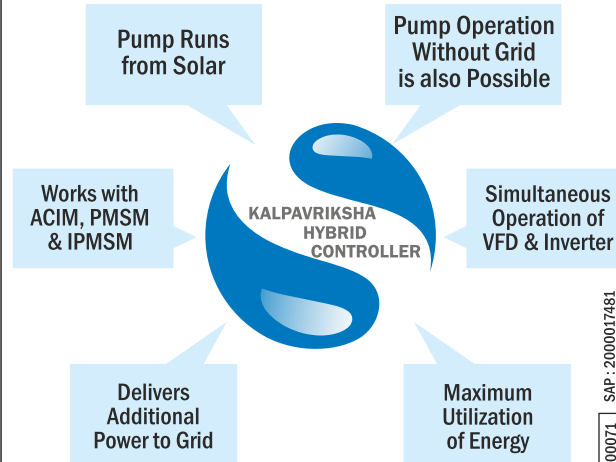 Pump Runs
from Solar
Pump Operation
Without Grid
is also Possible
Works with
ACIM, PMSM
& IPMSM
KALPAVRIKSHA
HYBRID
CONTROLLER
Simultaneous
Operation of
VFD & Inverter
Delivers
Additional
Power to Grid
Maximum
Utilization
of Energy
SAP : 2000017481
00071